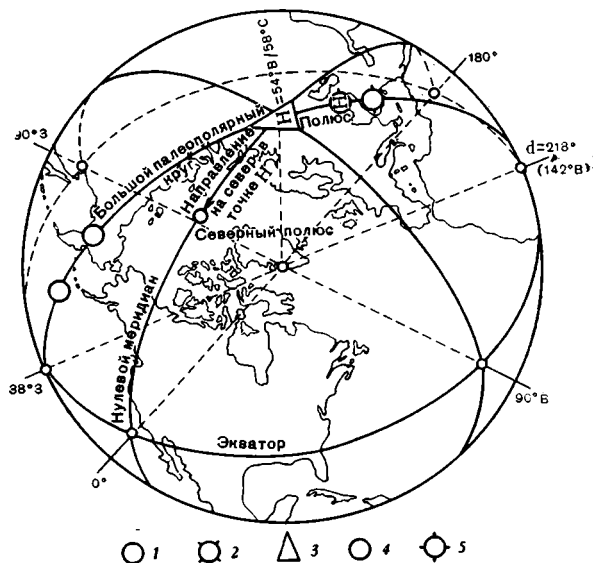 H=54°В/58°С
180°
90°З
Большой палеополярный
круг
Направление
на север в
точке Н
Н
Н
Полюс
d=218°
(142°В)
Северный полюс
Нулевой меридиан
38°З
90°В
Экватор
0°
1 2 3 4 5